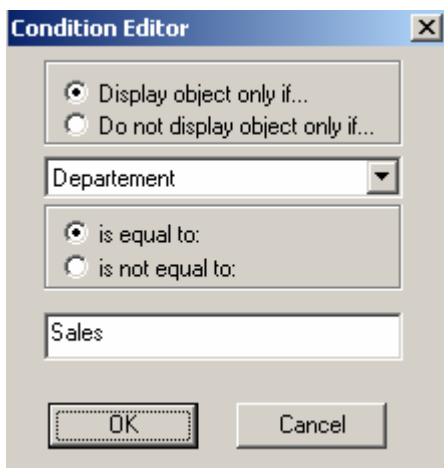 Condition Editor
Display object only if...
Do not display object only if...
Departement
is equal to:
is not equal to:
Sales
OK Cancel